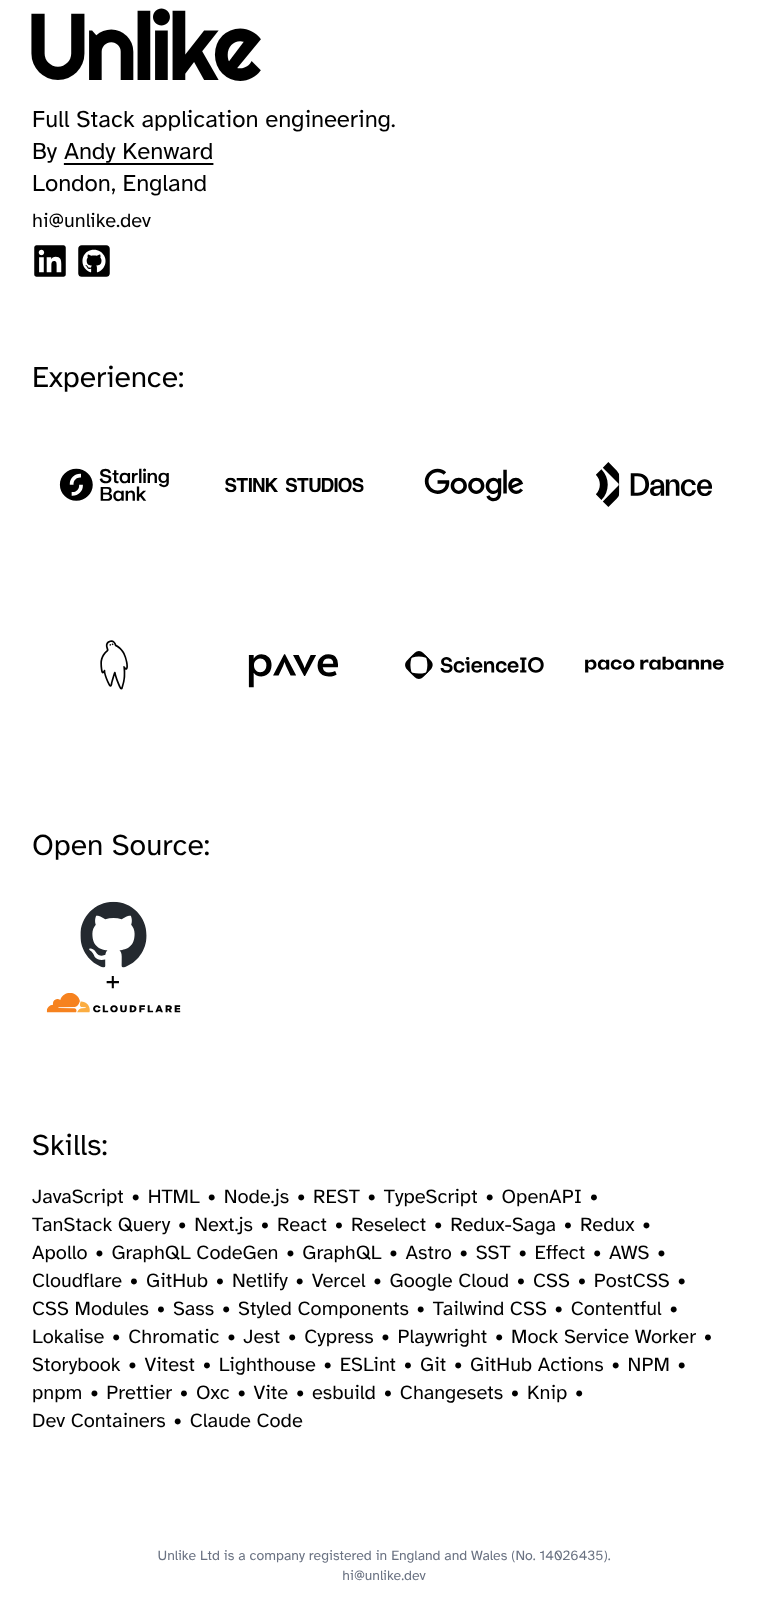 Unlike
Full Stack application engineering.
By Andy Kenward
London, England
hi@unlike.dev
in
Experience:
Starling
Bank
STINK STUDIOS
Google
Dance
pave
ScienceIO
paco rabanne
Open Source:
+
CLOUDFLARE
Skills:
JavaScript • HTML • Node.js • REST • TypeScript • OpenAPI •
TanStack Query • Next.js • React • Reselect • Redux-Saga • Redux •
Apollo • GraphQL CodeGen • GraphQL • Astro • SST • Effect • AWS •
Cloudflare • GitHub • Netlify • Vercel • Google Cloud • CSS • PostCSS •
CSS Modules • Sass • Styled Components • Tailwind CSS • Contentful •
Lokalise • Chromatic • Jest • Cypress • Playwright • Mock Service Worker •
Storybook • Vitest • Lighthouse • ESLint • Git • GitHub Actions • NPM •
pnpm • Prettier • Oxc • Vite • esbuild • Changesets • Knip •
Dev Containers • Claude Code
Unlike Ltd is a company registered in England and Wales (No. 14026435).
hi@unlike.dev